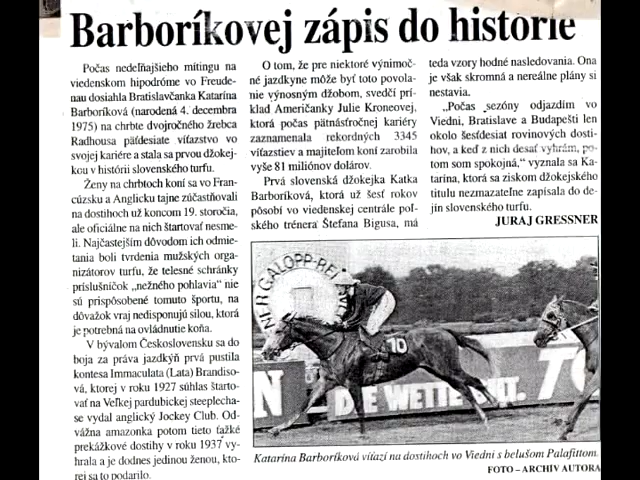 Barboríkovej zápis do histórie
Počas nedeľňajšieho mítingu na
viedenskom hipodróme vo Freude-
nau dosiahla Bratislavčanka Katarína
Barboríková (narodená 4. decembra
1975) na chrbte dvojročného žrebca
Radhousa päťdesiate víťazstvo vo
svojej kariére a stala sa prvou džokej-
kou v histórii slovenského turfu.
Ženy na chrbtoch koní sa vo Fran-
cúzsku a Anglicku tajne zúčastňovali
na dostihoch už koncom 19. storočia,
ale oficiálne na nich štartovať nesme-
li. Najčastejším dôvodom ich odmie-
tania boli tvrdenia mužských orga-
nizátorov turfu, že telesné schránky
príslušničok „nežného pohlavia" nie
sú prispôsobené tomuto športu, na
dôvažok vraj nedisponujú silou, ktorá
je potrebná na ovládnutie koňa.
V bývalom Československu sa do
boja za práva jazdkýň prvá pustila
kontesa Immaculata (Lata) Brandiso-
vá, ktorej v roku 1927 súhlas štarto-
vať na Veľkej pardubickej steeplecha-
se vydal anglický Jockey Club. Od-
vážna amazonka potom tieto ťažké
prekážkové dostihy v roku 1937 vy-
hrala a je dodnes jedinou ženou, kto-
rej sa to podarilo.
O tom, že pre niektoré výnimoč-
né jazdkyne môže byť toto povola-
nie výnosným džobom, svedčí prí-
klad Američanky Julie Kroneovej,
ktorá počas pätnásťročnej kariéry
zaznamenala rekordných 3345
víťazstiev a majiteľom koní zarobila
vyše 81 miliónov dolárov.
Prvá slovenská džokejka Katka
Barboríková, ktorá už šesť rokov
pôsobí vo viedenskej centrále poľ-
ského trénera Štefana Bigusa, má
teda vzory hodné nasledovania. Ona
je však skromná a nereálne plány si
nestavia.
„Počas sezóny odjazdím vo
Viedni, Bratislave a Budapešti len
okolo šesťdesiat rovinových dosti-
hov, a keď z nich desať vyhrám, po-
tom som spokojná," vyznala sa Ka-
tarína, ktorá sa ziskom džokejského
titulu nezmazateľne zapísala do de-
jín slovenského turfu.
JURAJ GRESSNER
10
DIE WETTE
Katarína Barboríková víťazí na dostihoch vo Viedni s belušom Palafittom.
FOTO – ARCHÍV AUTORA